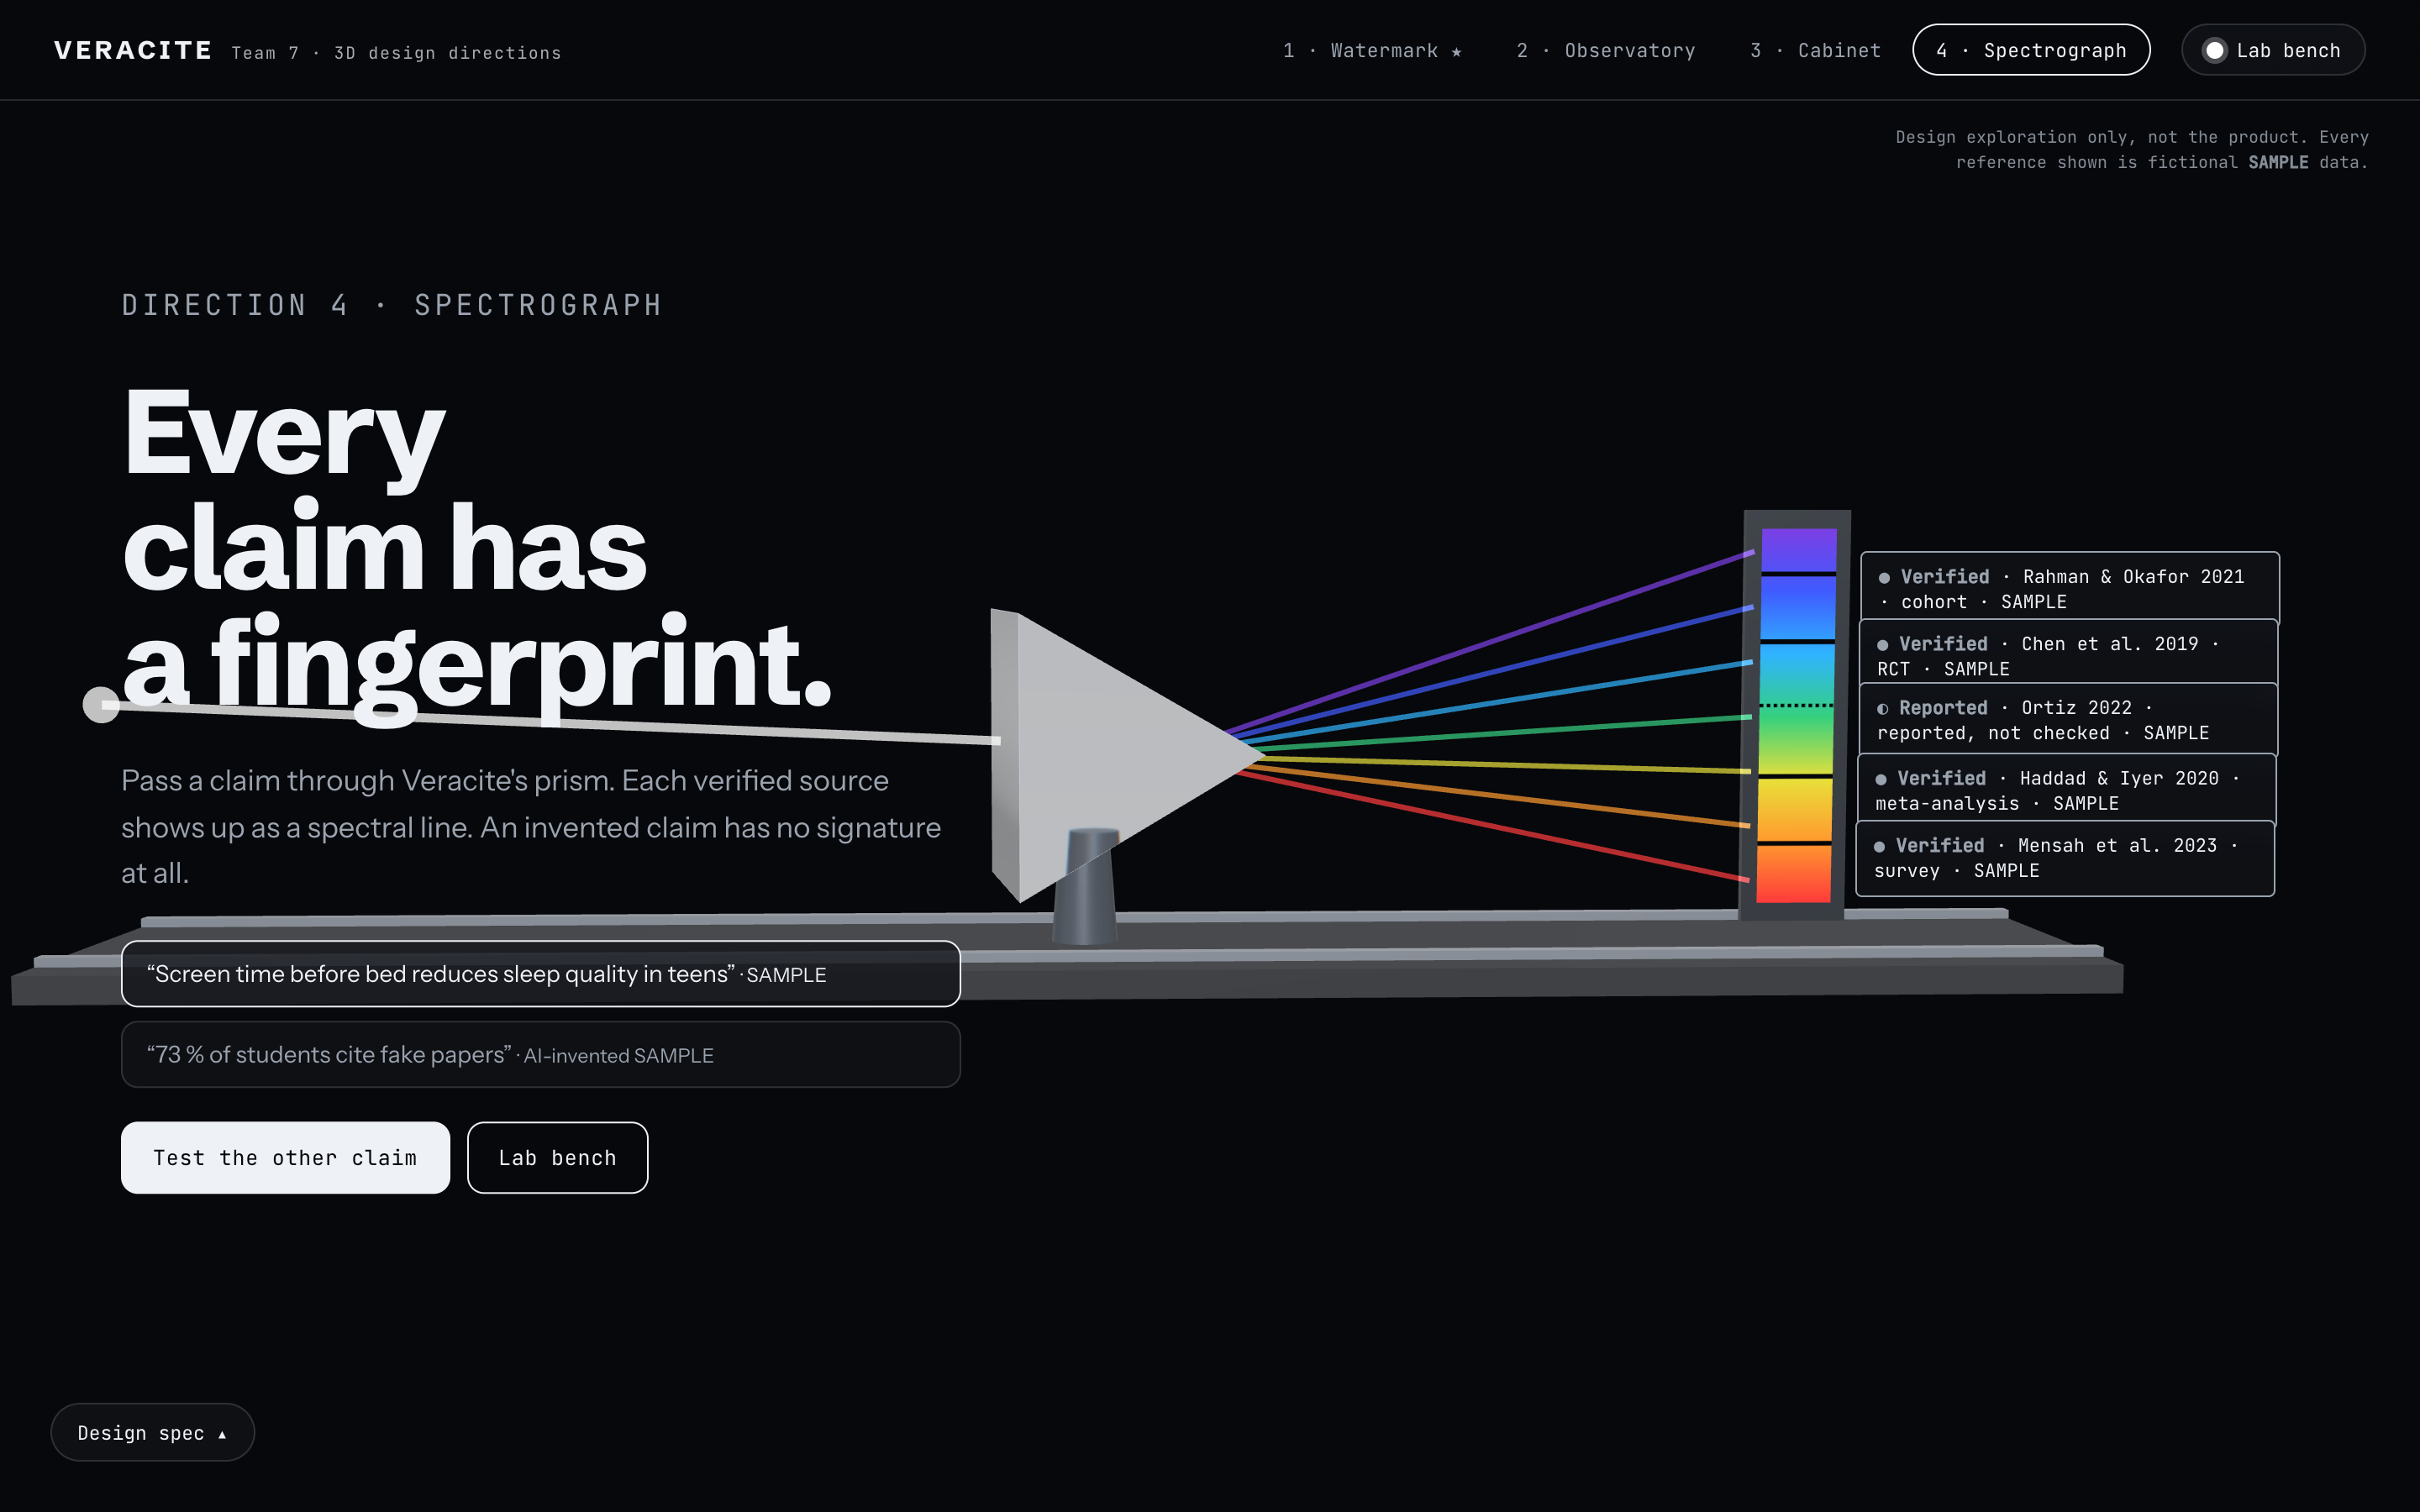 VERACITE Team 7 · 3D design directions
1 · Watermark ★ 2 · Observatory 3 · Cabinet 4 · Spectrograph Lab bench
Design exploration only, not the product. Every
reference shown is fictional SAMPLE data.
DIRECTION 4 · SPECTROGRAPH
Every
claim has
a fingerprint.
Pass a claim through Veracite's prism. Each verified source
shows up as a spectral line. An invented claim has no signature
at all.
“Screen time before bed reduces sleep quality in teens” · SAMPLE
“73 % of students cite fake papers” · AI-invented SAMPLE
Test the other claim Lab bench
● Verified · Rahman & Okafor 2021
· cohort · SAMPLE
● Verified · Chen et al. 2019 ·
RCT · SAMPLE
◐ Reported · Ortiz 2022 ·
reported, not checked · SAMPLE
● Verified · Haddad & Iyer 2020 ·
meta-analysis · SAMPLE
● Verified · Mensah et al. 2023 ·
survey · SAMPLE
Design spec ▴